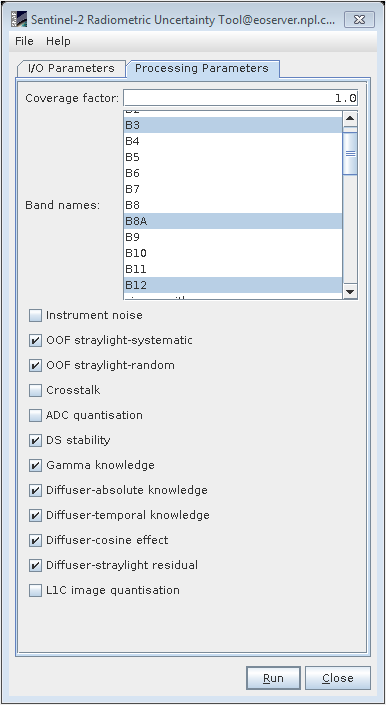 Sentinel-2 Radiometric Uncertainty Tool@eoserver.npl.c...
File Help
I/O Parameters Processing Parameters
Coverage factor: 1.0
B3
B4
B5
B6
B7
B8
Band names:
B8A
B9
B10
B11
B12
Instrument noise
OOF straylight-systematic
OOF straylight-random
Crosstalk
ADC quantisation
DS stability
Gamma knowledge
Diffuser-absolute knowledge
Diffuser-temporal knowledge
Diffuser-cosine effect
Diffuser-straylight residual
L1C image quantisation
Run Close